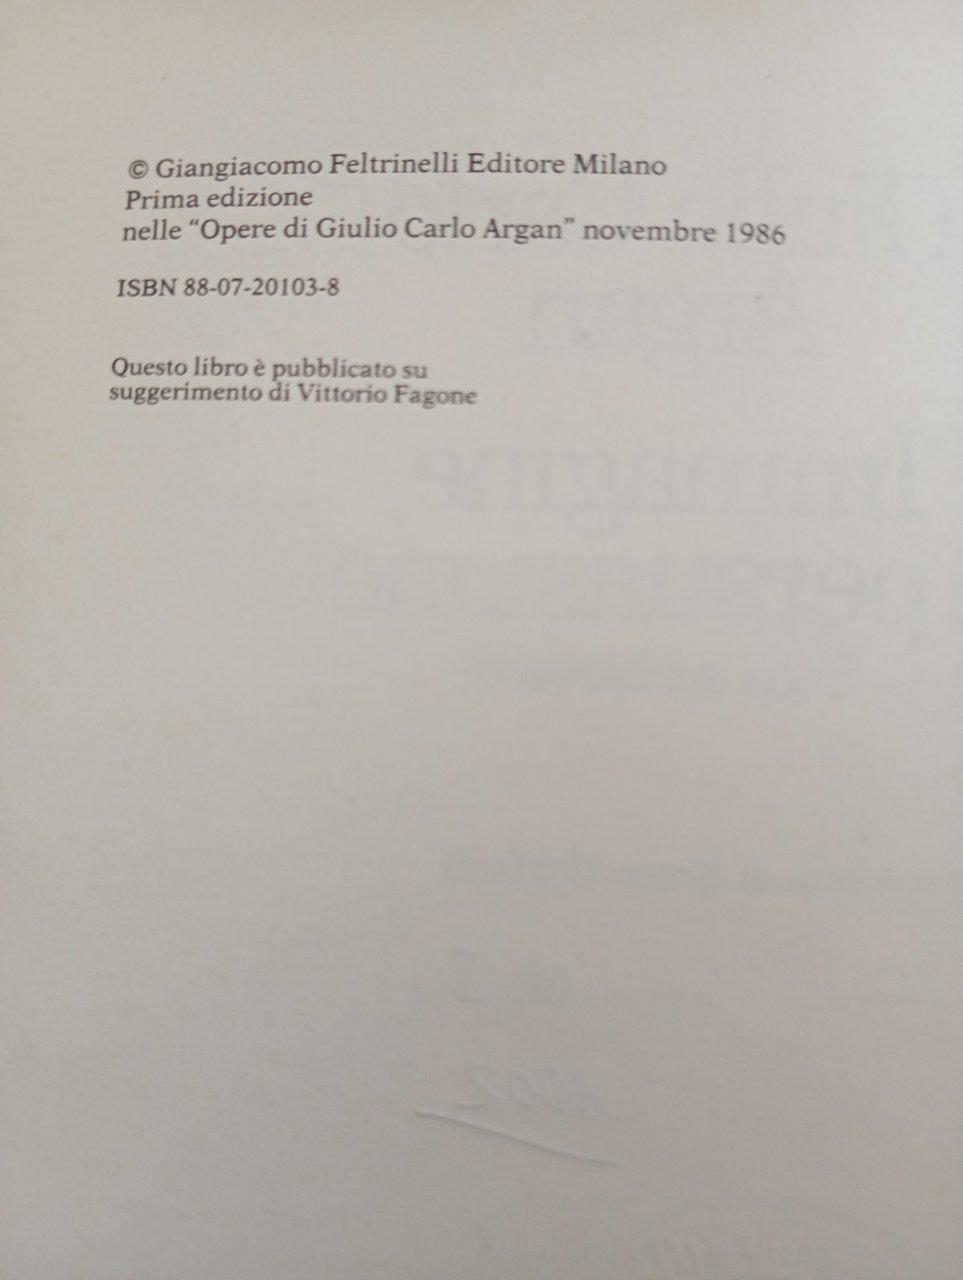 © Giangiacomo Feltrinelli Editore Milano
Prima edizione
nelle “Opere di Giulio Carlo Argan” novembre 1986
ISBN 88-07-20103-8
Questo libro è pubblicato su
suggerimento di Vittorio Fagone